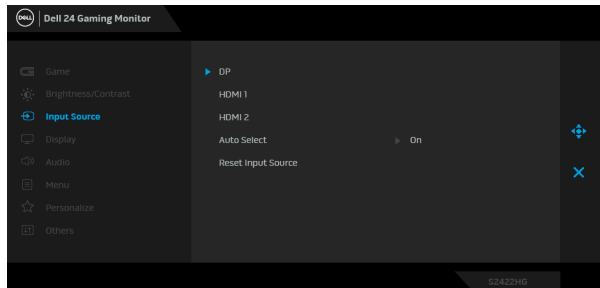 DELL Dell 24 Gaming Monitor
Game
DP
Brightness/Contrast
HDMI 1
Input Source
HDMI 2
Display
Auto Select On
Audio
Reset Input Source
Menu
Personalize
Others
S2422HG